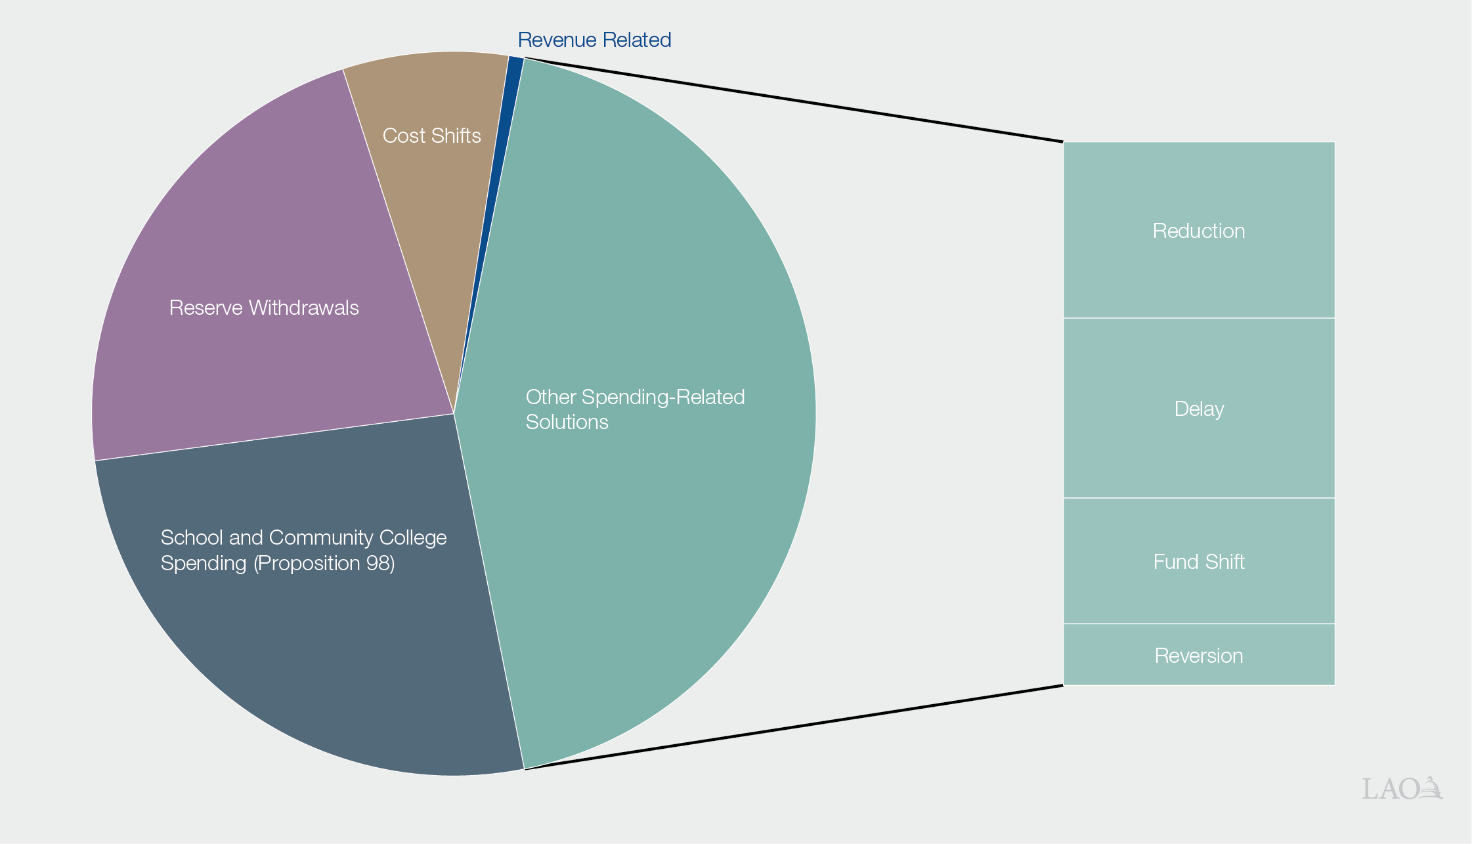 Revenue Related
Cost Shifts
Reserve Withdrawals
Other Spending-Related
Solutions
School and Community College
Spending (Proposition 98)
Reduction
Delay
Fund Shift
Reversion
LAO